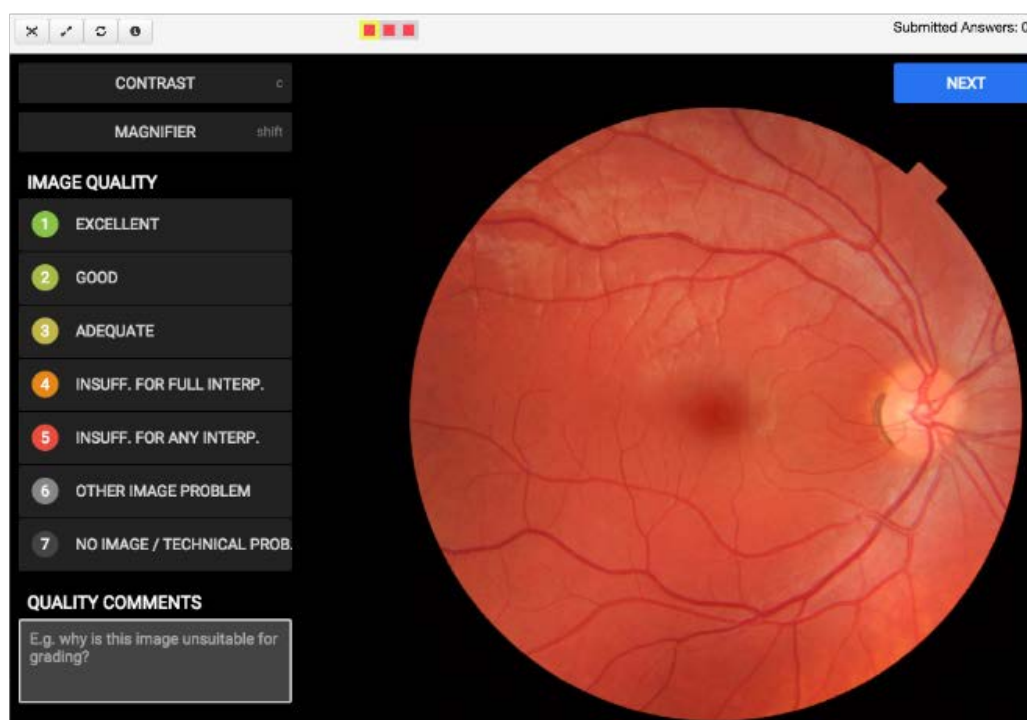 Submitted Answers: 0
CONTRAST c
NEXT
MAGNIFIER shift
IMAGE QUALITY
1 EXCELLENT
2 GOOD
3 ADEQUATE
4 INSUFF. FOR FULL INTERP.
5 INSUFF. FOR ANY INTERP.
6 OTHER IMAGE PROBLEM
7 NO IMAGE / TECHNICAL PROB.
QUALITY COMMENTS
E.g. why is this image unsuitable for
grading?